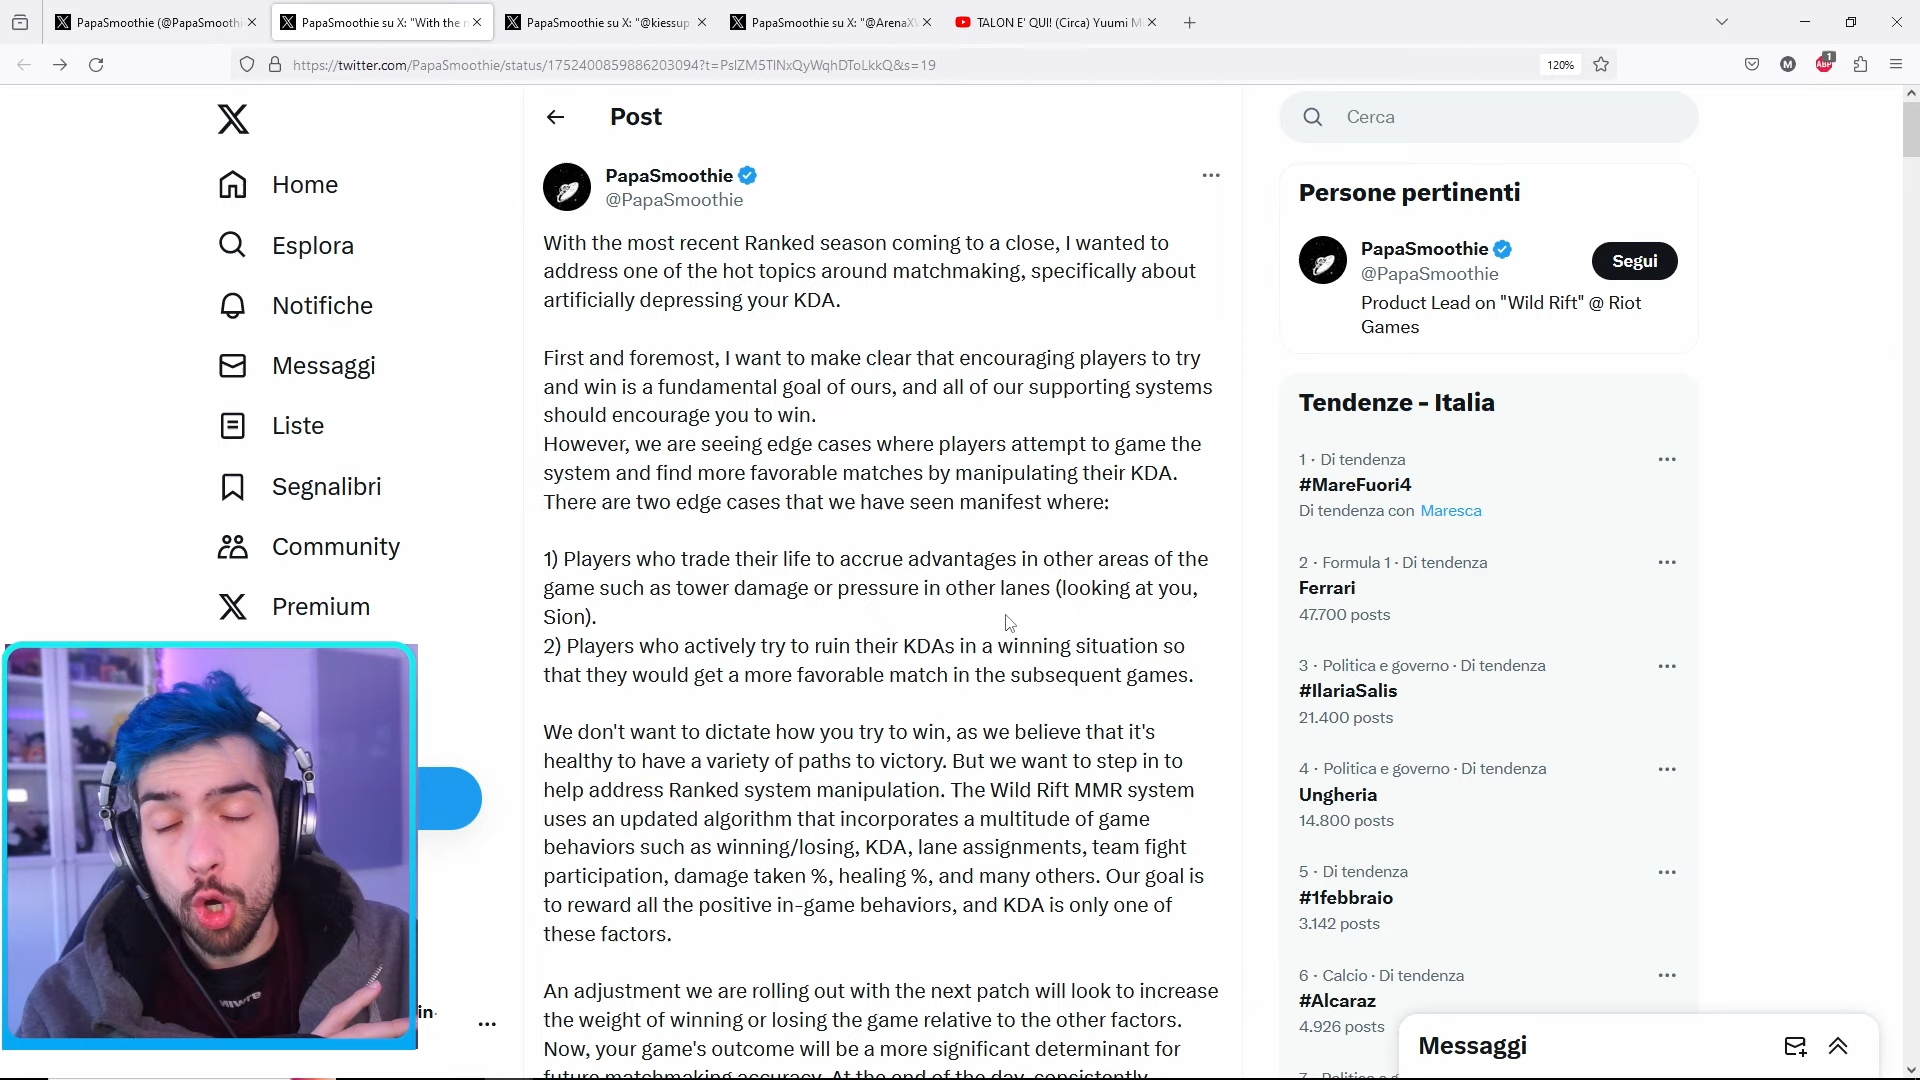 PapaSmoothie (@PapaSmoothi
PapaSmoothie su X: "With the n
PapaSmoothie su X: "@kiessup
PapaSmoothie su X: "@ArenaXV
TALON E' QUI! (Circa) Yuumi M
https://twitter.com/PapaSmoothie/status/1752400859886203094?t=PslZM5TlNxQyWqhDToLkkQ&s=19
120%
M
ABP
1
Home
Esplora
Notifiche
Messaggi
Liste
Segnalibri
Community
Premium
Post
PapaSmoothie
@PapaSmoothie
With the most recent Ranked season coming to a close, I wanted to
address one of the hot topics around matchmaking, specifically about
artificially depressing your KDA.
First and foremost, I want to make clear that encouraging players to try
and win is a fundamental goal of ours, and all of our supporting systems
should encourage you to win.
However, we are seeing edge cases where players attempt to game the
system and find more favorable matches by manipulating their KDA.
There are two edge cases that we have seen manifest where:
1) Players who trade their life to accrue advantages in other areas of the
game such as tower damage or pressure in other lanes (looking at you,
Sion).
2) Players who actively try to ruin their KDAs in a winning situation so
that they would get a more favorable match in the subsequent games.
We don't want to dictate how you try to win, as we believe that it's
healthy to have a variety of paths to victory. But we want to step in to
help address Ranked system manipulation. The Wild Rift MMR system
uses an updated algorithm that incorporates a multitude of game
behaviors such as winning/losing, KDA, lane assignments, team fight
participation, damage taken %, healing %, and many others. Our goal is
to reward all the positive in-game behaviors, and KDA is only one of
these factors.
An adjustment we are rolling out with the next patch will look to increase
the weight of winning or losing the game relative to the other factors.
Now, your game's outcome will be a more significant determinant for
future matchmaking accuracy. At the end of the day, consistently
Cerca
Persone pertinenti
PapaSmoothie
@PapaSmoothie
Segui
Product Lead on "Wild Rift" @ Riot
Games
Tendenze - Italia
1 · Di tendenza
#MareFuori4
Di tendenza con Maresca
2 · Formula 1 · Di tendenza
Ferrari
47.700 posts
3 · Politica e governo · Di tendenza
#IlariaSalis
21.400 posts
4 · Politica e governo · Di tendenza
Ungheria
14.800 posts
5 · Di tendenza
#1febbraio
3.142 posts
6 · Calcio · Di tendenza
#Alcaraz
4.926 posts
Messaggi
in